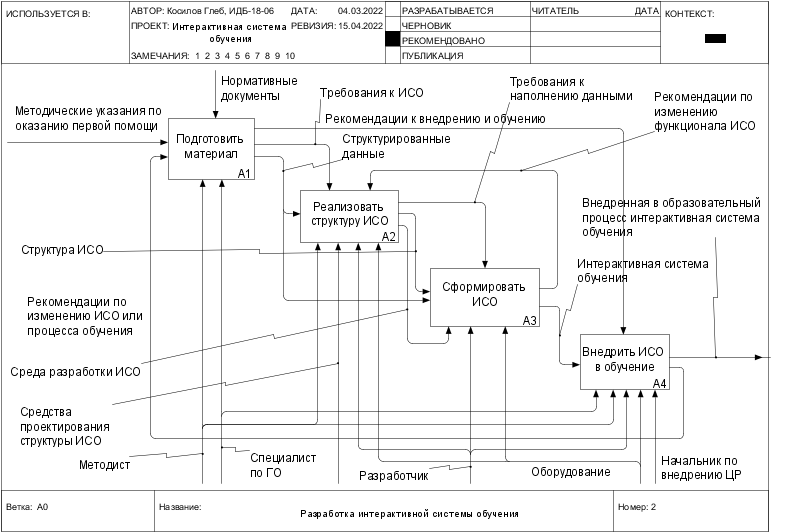 ИСПОЛЬЗУЕТСЯ В:
АВТОР: Косилов Глеб, ИДБ-18-06
ДАТА: 04.03.2022
ПРОЕКТ: Интерактивная система
обучения
РЕВИЗИЯ: 15.04.2022
ЗАМЕЧАНИЯ: 1 2 3 4 5 6 7 8 9 10
РАЗРАБАТЫВАЕТСЯ
ЧЕРНОВИК
РЕКОМЕНДОВАНО
ПУБЛИКАЦИЯ
ЧИТАТЕЛЬ
ДАТА
КОНТЕКСТ:
Нормативные
документы
Методические указания по
оказанию первой помощи
Требования к ИСО
Требования к
наполнению данными
Рекомендации по
изменению
функционала ИСО
Рекомендации к внедрению и обучению
Структурированные
данные
Подготовить
материал
A1
Реализовать
структуру ИСО
A2
Внедренная в образовательный
процесс интерактивная система
обучения
Структура ИСО
Интерактивная система
обучения
Сформировать
ИСО
A3
Рекомендации по
изменению ИСО или
процесса обучения
Внедрить ИСО
в обучение
A4
Среда разработки ИСО
Средства
проектирования
структуры ИСО
Методист
Специалист
по ГО
Разработчик
Оборудование
Начальник по
внедрению ЦР
Ветка: A0
Название:
Разработка интерактивной системы обучения
Номер: 2